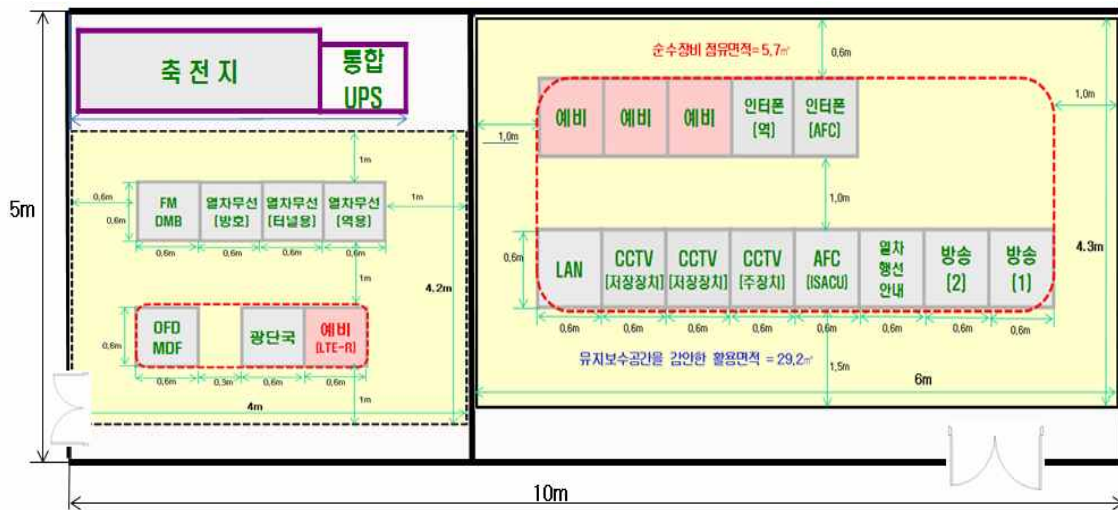 축전지
통합
UPS
순수장비 점유면적= 5,7㎡
0,6m
1,0m
1,0m
예비
예비
예비
인터폰
(역)
인터폰
(AFC)
1m
1m
0,6m
0,6m
FM
DMB
열차무선
(방호)
열차무선
(터널용)
열차무선
(역용)
0,6m
0,6m
0,6m
0,6m
5m
1m
4.2m
1,0m
4.3m
0,6m
LAN
CCTV
[저장장치]
CCTV
[저장장치]
CCTV
[주장치]
AFC
(ISACU)
열차
행선
안내
방송
(2)
방송
(1)
0,6m
0,6m
0,6m
0,6m
0,6m
0,6m
0,6m
0,6m
0,6m
OFD
MDF
광단국
예비
(LTE-R)
0,6m
0,3m
0,6m
0,6m
유지보수공간을 감안한 활용면적 = 29,2㎡
1,5m
6m
1m
4m
10m